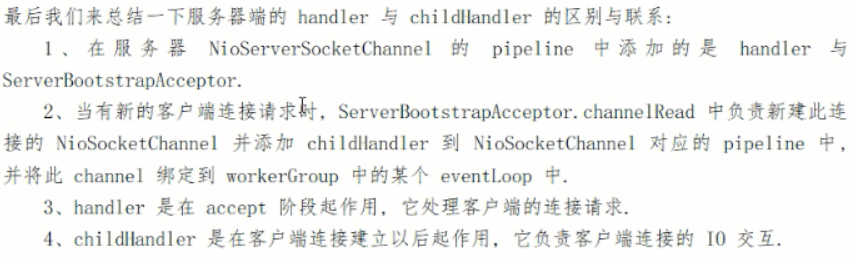 最后我们来总结一下服务器端的 handler 与 childHandler 的区别与联系:
1、在服务器 NioServerSocketChannel 的 pipeline 中添加的是 handler 与
ServerBootstrapAcceptor.
2、当有新的客户端连接请求时, ServerBootstrapAcceptor.channelRead 中负责新建此连
接的 NioSocketChannel 并添加 childHandler 到 NioSocketChannel 对应的 pipeline 中,
并将此 channel 绑定到 workerGroup 中的某个 eventLoop 中.
3、handler 是在 accept 阶段起作用, 它处理客户端的连接请求.
4、childHandler 是在客户端连接建立以后起作用, 它负责客户端连接的 IO 交互.